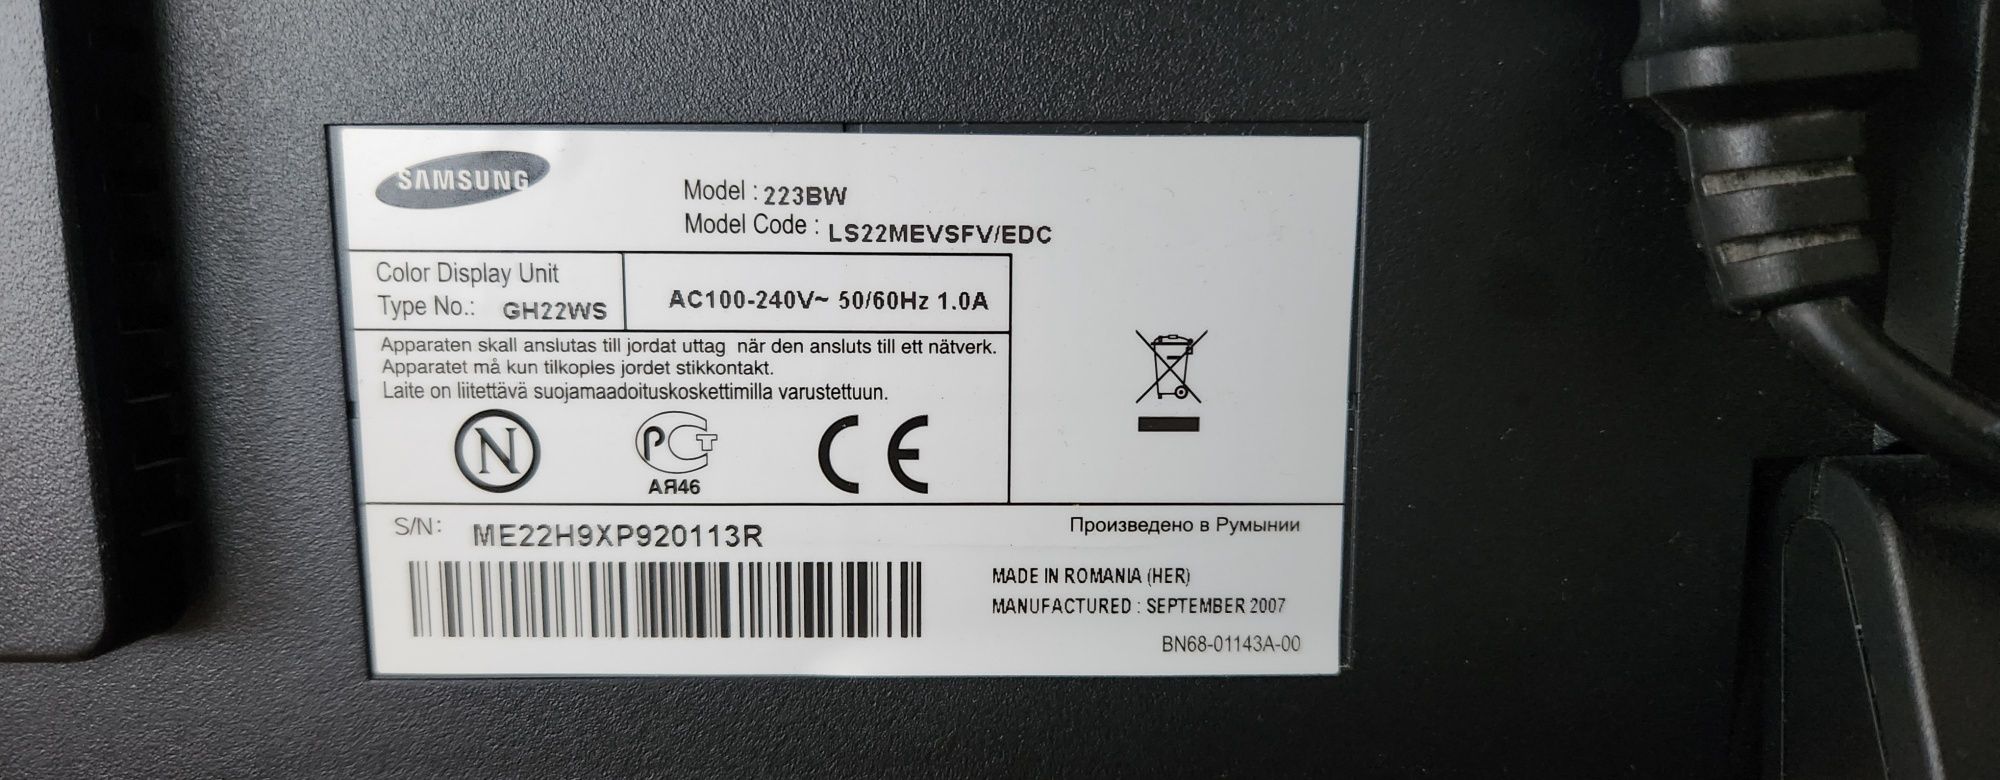 SAMSUNG
Model : 223BW
Model Code : LS22MEVSFV/EDC
Color Display Unit
Type No.: GH22WS
AC100-240V~ 50/60Hz 1.0A
Apparaten skall anslutas till jordat uttag när den ansluts till ett nätverk.
Apparatet må kun tilkoples jordet stikkontakt.
Laite on liitettävä suojamaadoituskoskettimilla varustettuun.
N
РСТ
АЯ46
CE
S/N: ME22H9XP920113R
Произведено в Румынии
MADE IN ROMANIA (HER)
MANUFACTURED : SEPTEMBER 2007
BN68-01143A-00